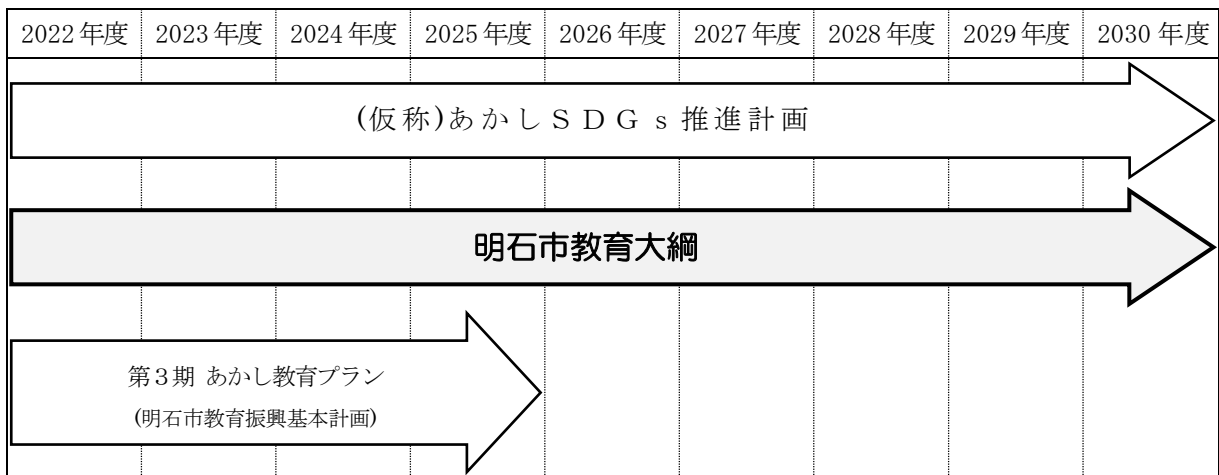 2022年度 2023年度 2024年度 2025年度 2026年度 2027年度 2028年度 2029年度 2030年度
(仮称)あかしＳＤＧｓ推進計画
明石市教育大綱
第３期 あかし教育プラン
(明石市教育振興基本計画)